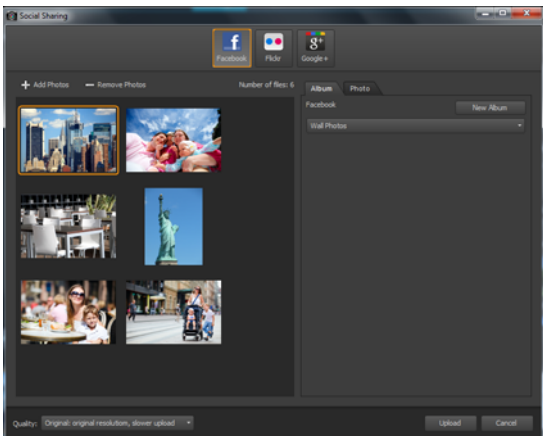 Social Sharing
f
Facebook
Flickr
g+
Google+
Add Photos
Remove Photos
Number of files: 6
Album
Photo
Facebook
New Album
Wall Photos
Quality:
Original: original resolution, slower upload
Upload
Cancel